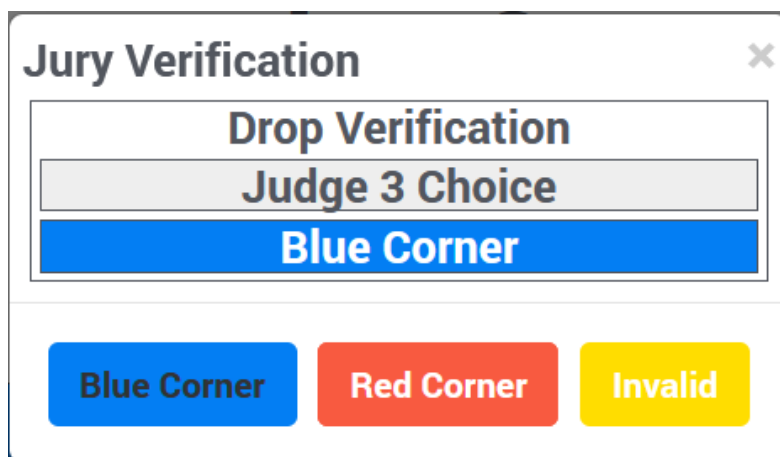 Jury Verification ×
Drop Verification
Judge 3 Choice
Blue Corner
Blue Corner Red Corner Invalid